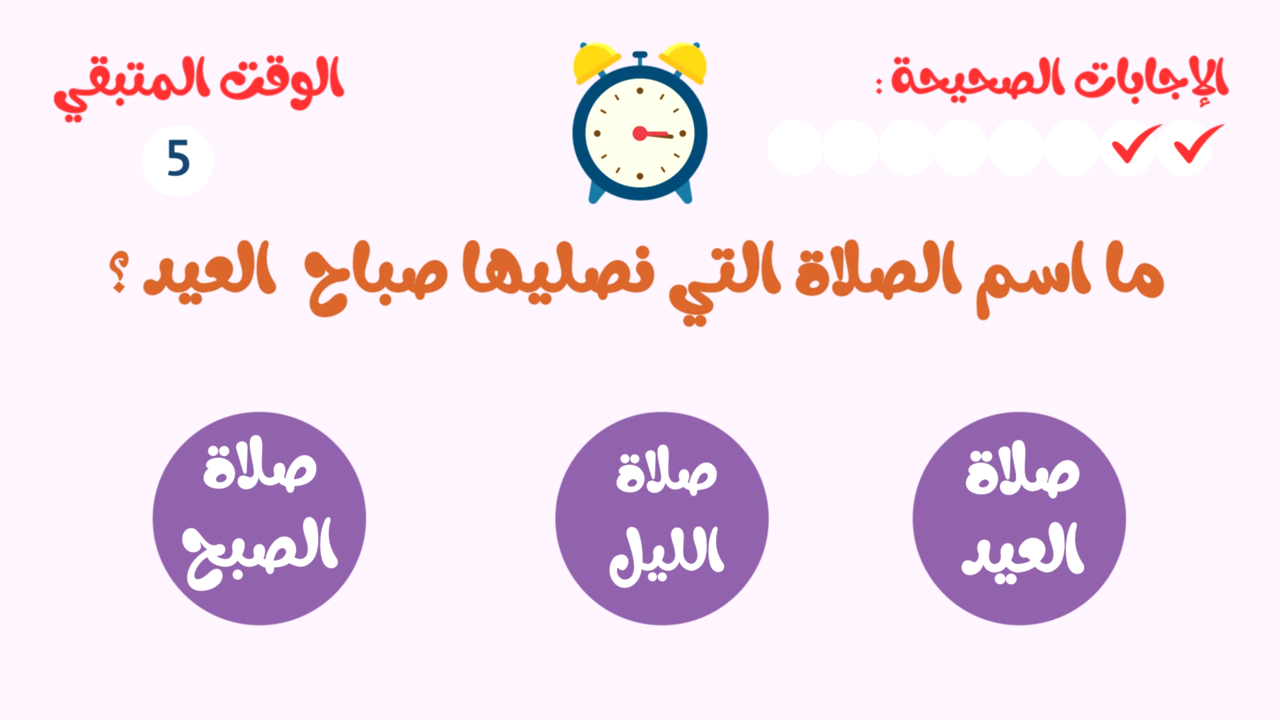 الإجابات الصحيحة :
الوقت المتبقي
5
ما اسم الصلاة التي نصليها صباح العيد ؟
صلاة
العيد
صلاة
الليل
صلاة
الصبح